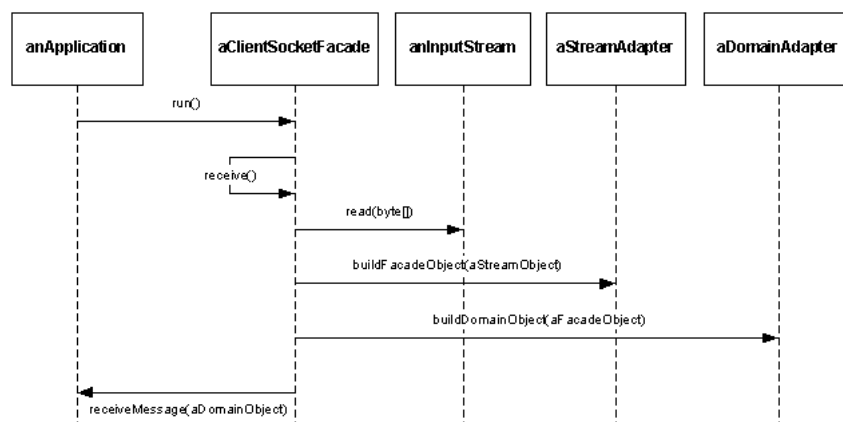 anApplication
aClientSocketFacade
anInputStream
aStreamAdapter
aDomainAdapter
run()
receive()
read(byte[])
buildFacadeObject(aStreamObject)
buildDomainObject(aFacadeObject)
receiveMessage(aDomainObject)